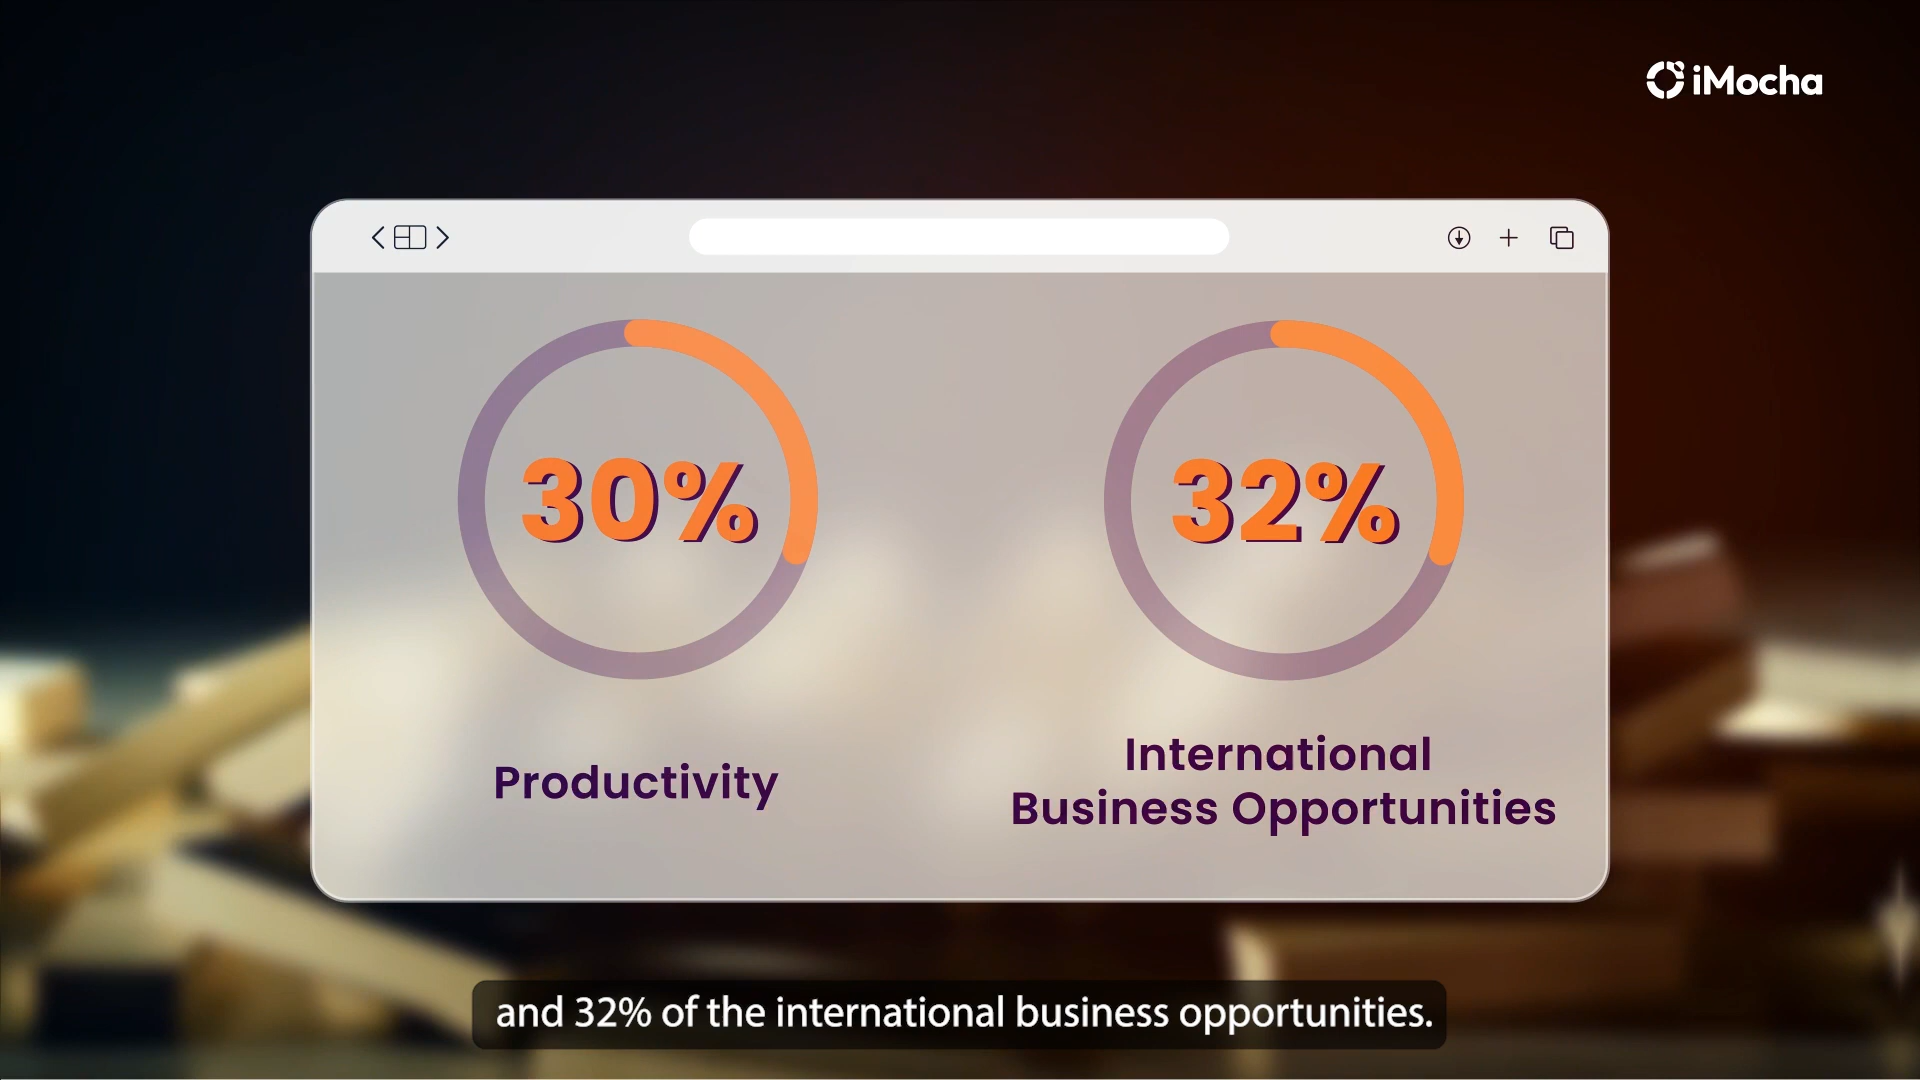 iMocha
30%
32%
Productivity
International
Business Opportunities
and 32% of the international business opportunities.